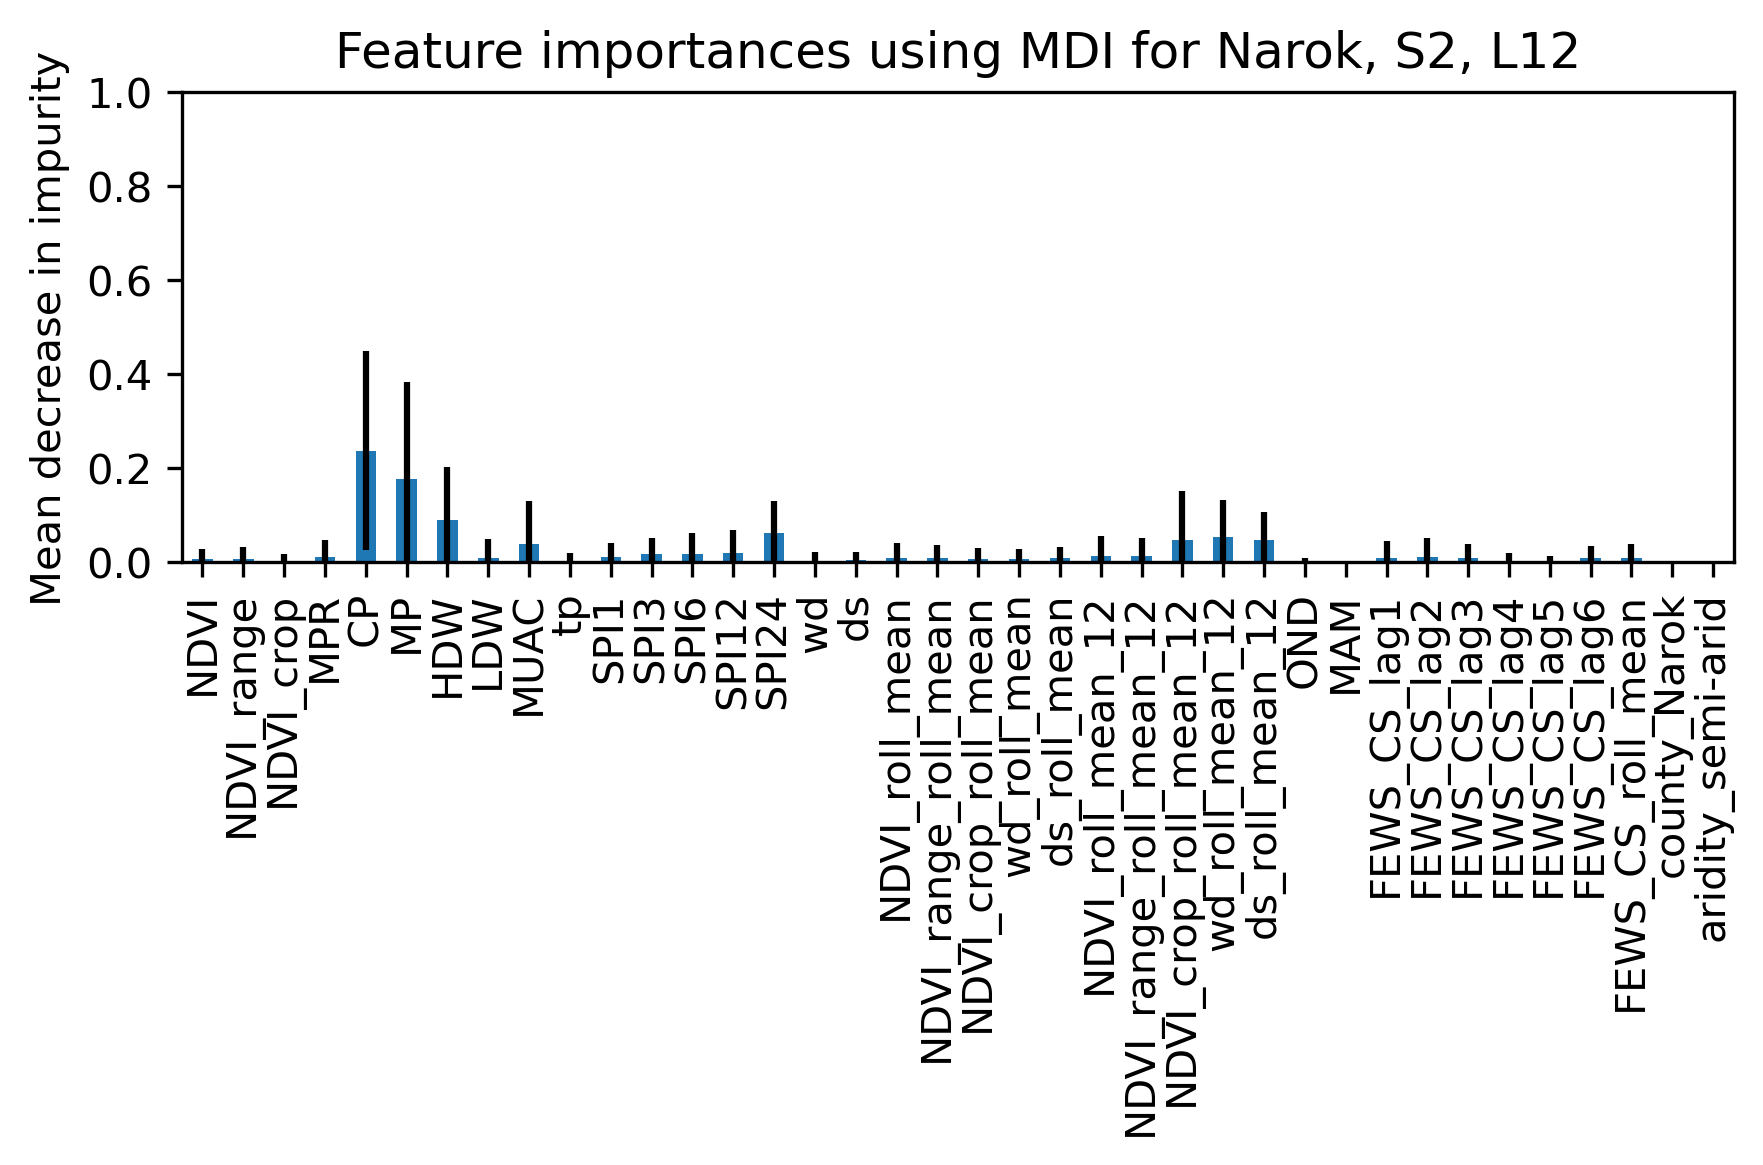 Feature importances using MDI for Narok, S2, L12
Mean decrease in impurity
1.0
0.8
0.6
0.4
0.2
0.0
NDVI
NDVI_range
NDVI_crop
MPR
CP
MP
HDW
LDW
MUAC
tp
SPI1
SPI3
SPI6
SPI12
SPI24
wd
ds
NDVI_roll_mean
NDVI_range_roll_mean
NDVI_crop_roll_mean
wd_roll_mean
ds_roll_mean
NDVI_roll_mean_12
NDVI_range_roll_mean_12
NDVI_crop_roll_mean_12
wd_roll_mean_12
ds_roll_mean_12
OND
MAM
FEWS_CS_lag1
FEWS_CS_lag2
FEWS_CS_lag3
FEWS_CS_lag4
FEWS_CS_lag5
FEWS_CS_lag6
FEWS_CS_roll_mean
county_Narok
aridity_semi-arid